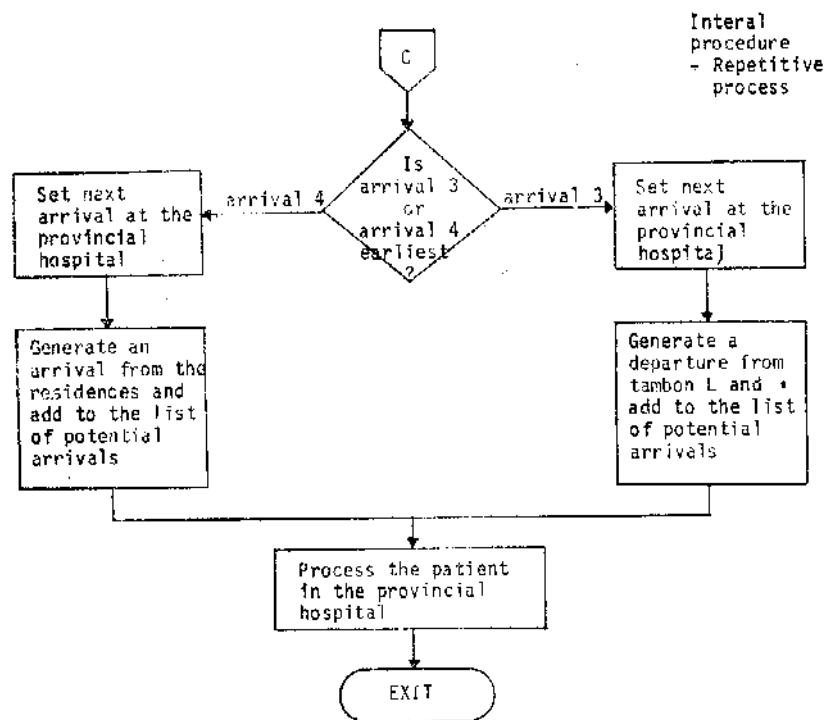 Interal
procedure
- Repetitive
process
C
Is
arrival 3
or
arrival 4
earliest
?
arrival 4
arrival 3
Set next
arrival at the
provincial
hospital
Set next
arrival at the
provincial
hospital
Generate an
arrival from the
residences and
add to the list
of potential
arrivals
Generate a
departure from
tambon L and
add to the list
of potential
arrivals
Process the patient
in the provincial
hospital
EXIT